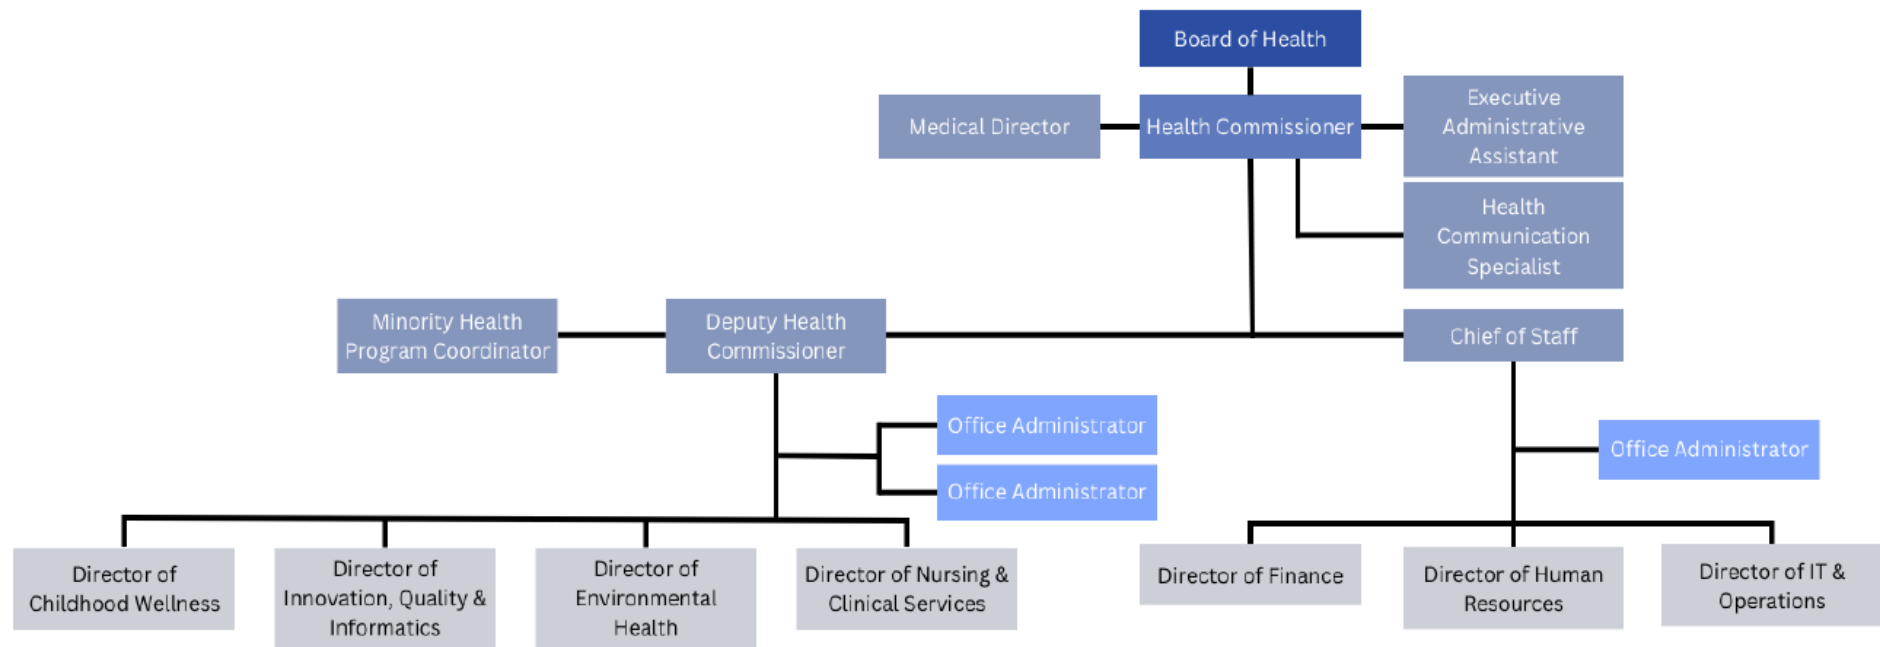 Board of Health
Medical Director
Health Commissioner
Executive
Administrative
Assistant
Health
Communication
Specialist
Minority Health
Program Coordinator
Deputy Health
Commissioner
Chief of Staff
Office Administrator
Office Administrator
Office Administrator
Director of
Childhood Wellness
Director of
Innovation, Quality &
Informatics
Director of
Environmental
Health
Director of Nursing &
Clinical Services
Director of Finance
Director of Human
Resources
Director of IT &
Operations